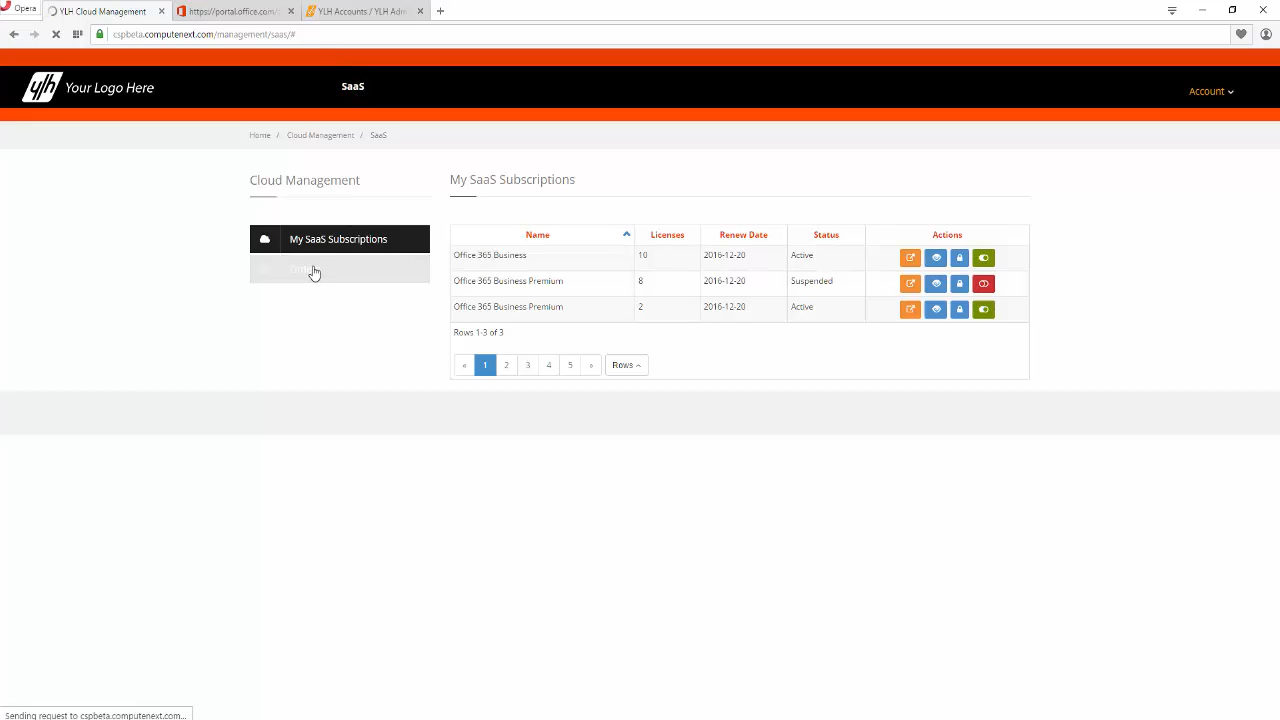 Opera
YLH Cloud Management
https://portal.office.com/
YLH Accounts / YLH Adm
cspbeta.computenext.com/management/saas/#
ylh Your Logo Here
SaaS
Account
Home / Cloud Management / SaaS
Cloud Management
My SaaS Subscriptions
My SaaS Subscriptions
Name Licenses Renew Date Status Actions
Office 365 Business 10 2016-12-20 Active
Office 365 Business Premium 8 2016-12-20 Suspended
Office 365 Business Premium 2 2016-12-20 Active
Rows 1-3 of 3
« 1 2 3 4 5 » Rows
Sending request to cspbeta.computenext.com...